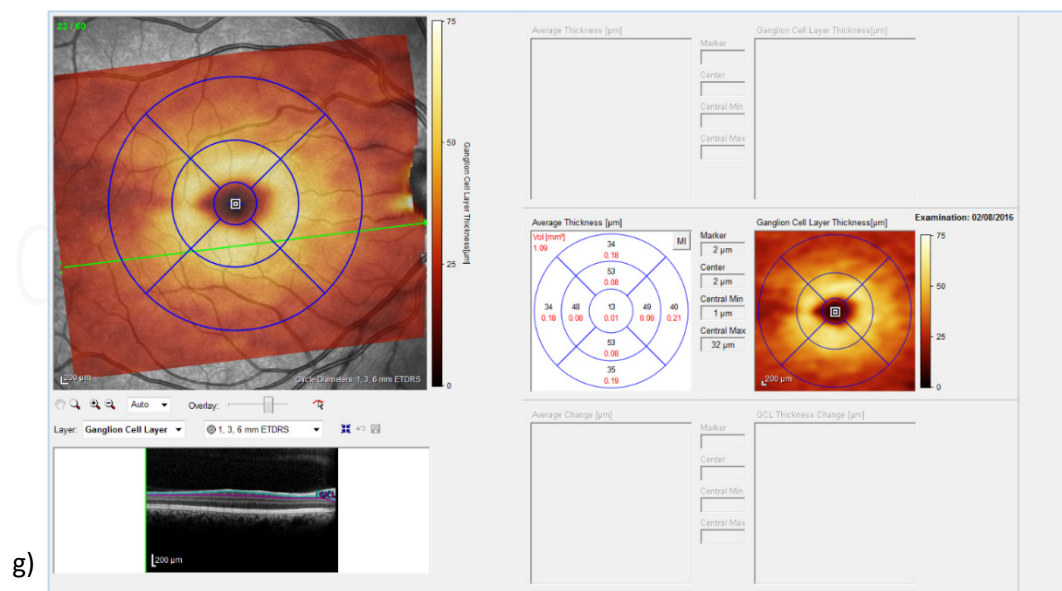 23 / 60
75
50
25
0
Ganglion Cell Layer Thickness[µm]
200 µm
Circle Diameters: 1, 3, 6 mm ETDRS
Auto
Overlay:
Layer: Ganglion Cell Layer
1, 3, 6 mm ETDRS
GCL
200 µm
g)
Average Thickness [µm]
Marker
Center
Central Min
Central Max
Ganglion Cell Layer Thickness[µm]
Examination: 02/08/2016
Average Thickness [µm]
Vol [mm³]
1.09
MI
34
0.18
53
0.08
34 48 13 49 40
0.18 0.08 0.01 0.08 0.21
53
0.08
35
0.19
Marker
2 µm
Center
2 µm
Central Min
1 µm
Central Max
32 µm
Ganglion Cell Layer Thickness[µm]
200 µm
75
50
25
0
Average Change [µm]
Marker
Center
Central Min
Central Max
GCL Thickness Change [µm]